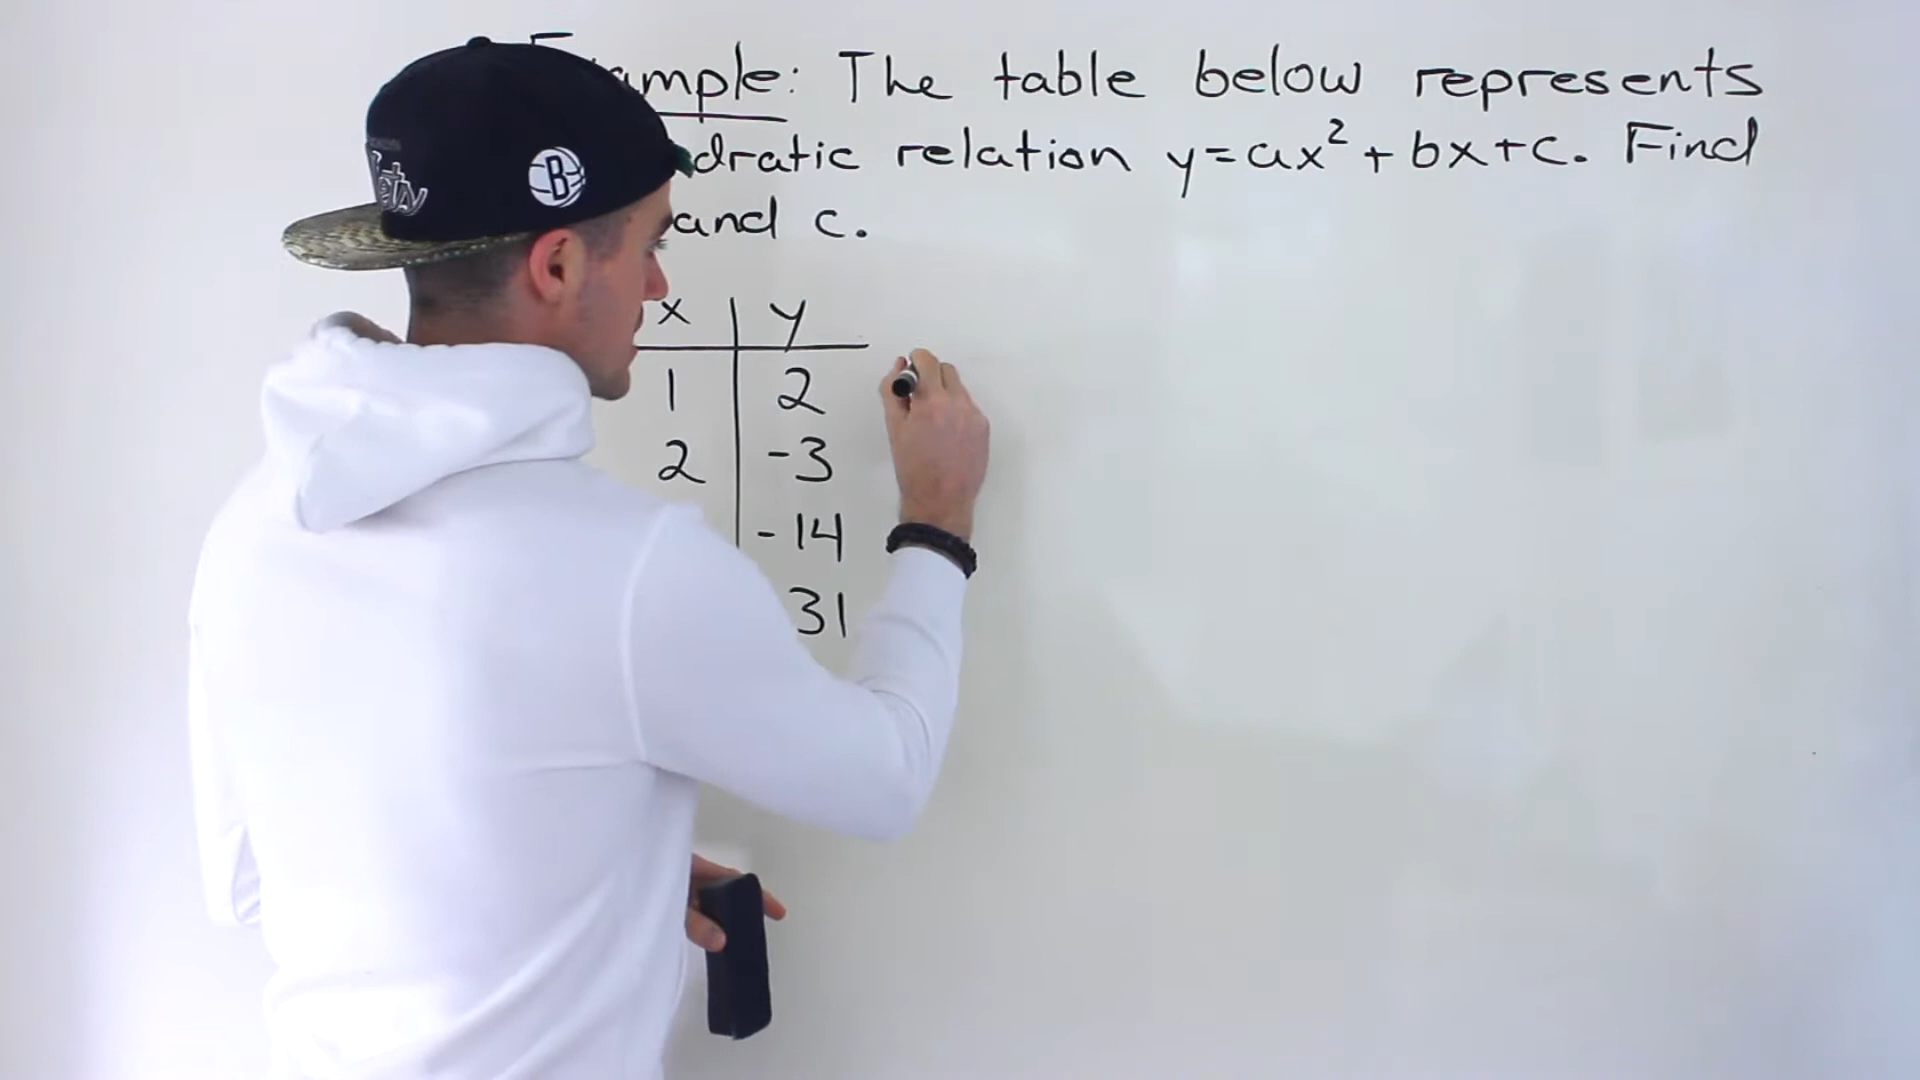 ample: The table below represents
dratic relation y=ax²+bx+c. Find
and c.
x y
1 2
2 -3
-14
31
B